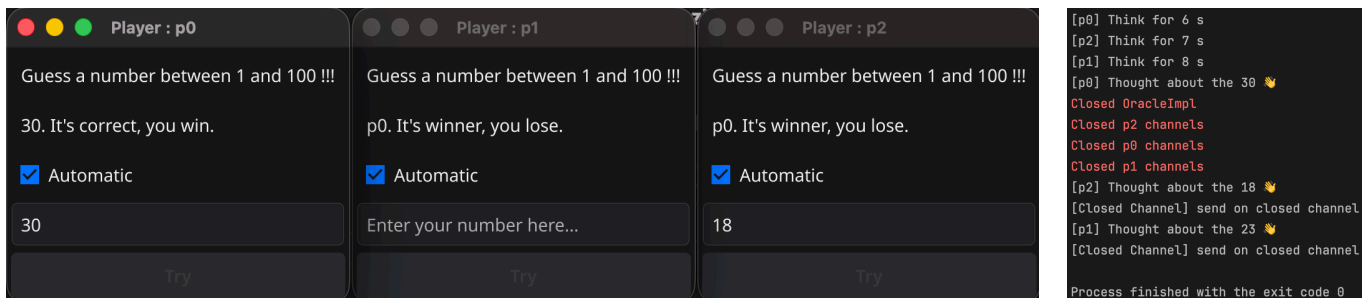 Player : p0
Guess a number between 1 and 100 !!!
30. It's correct, you win.
Automatic
30
Try
Player : p1
Guess a number between 1 and 100 !!!
p0. It's winner, you lose.
Automatic
Enter your number here...
Try
Player : p2
Guess a number between 1 and 100 !!!
p0. It's winner, you lose.
Automatic
18
Try
[p0] Think for 6 s
[p2] Think for 7 s
[p1] Think for 8 s
[p0] Thought about the 30 👋
Closed OracleImpl
Closed p2 channels
Closed p0 channels
Closed p1 channels
[p2] Thought about the 18 👋
[Closed Channel] send on closed channel
[p1] Thought about the 23 👋
[Closed Channel] send on closed channel
Process finished with the exit code 0